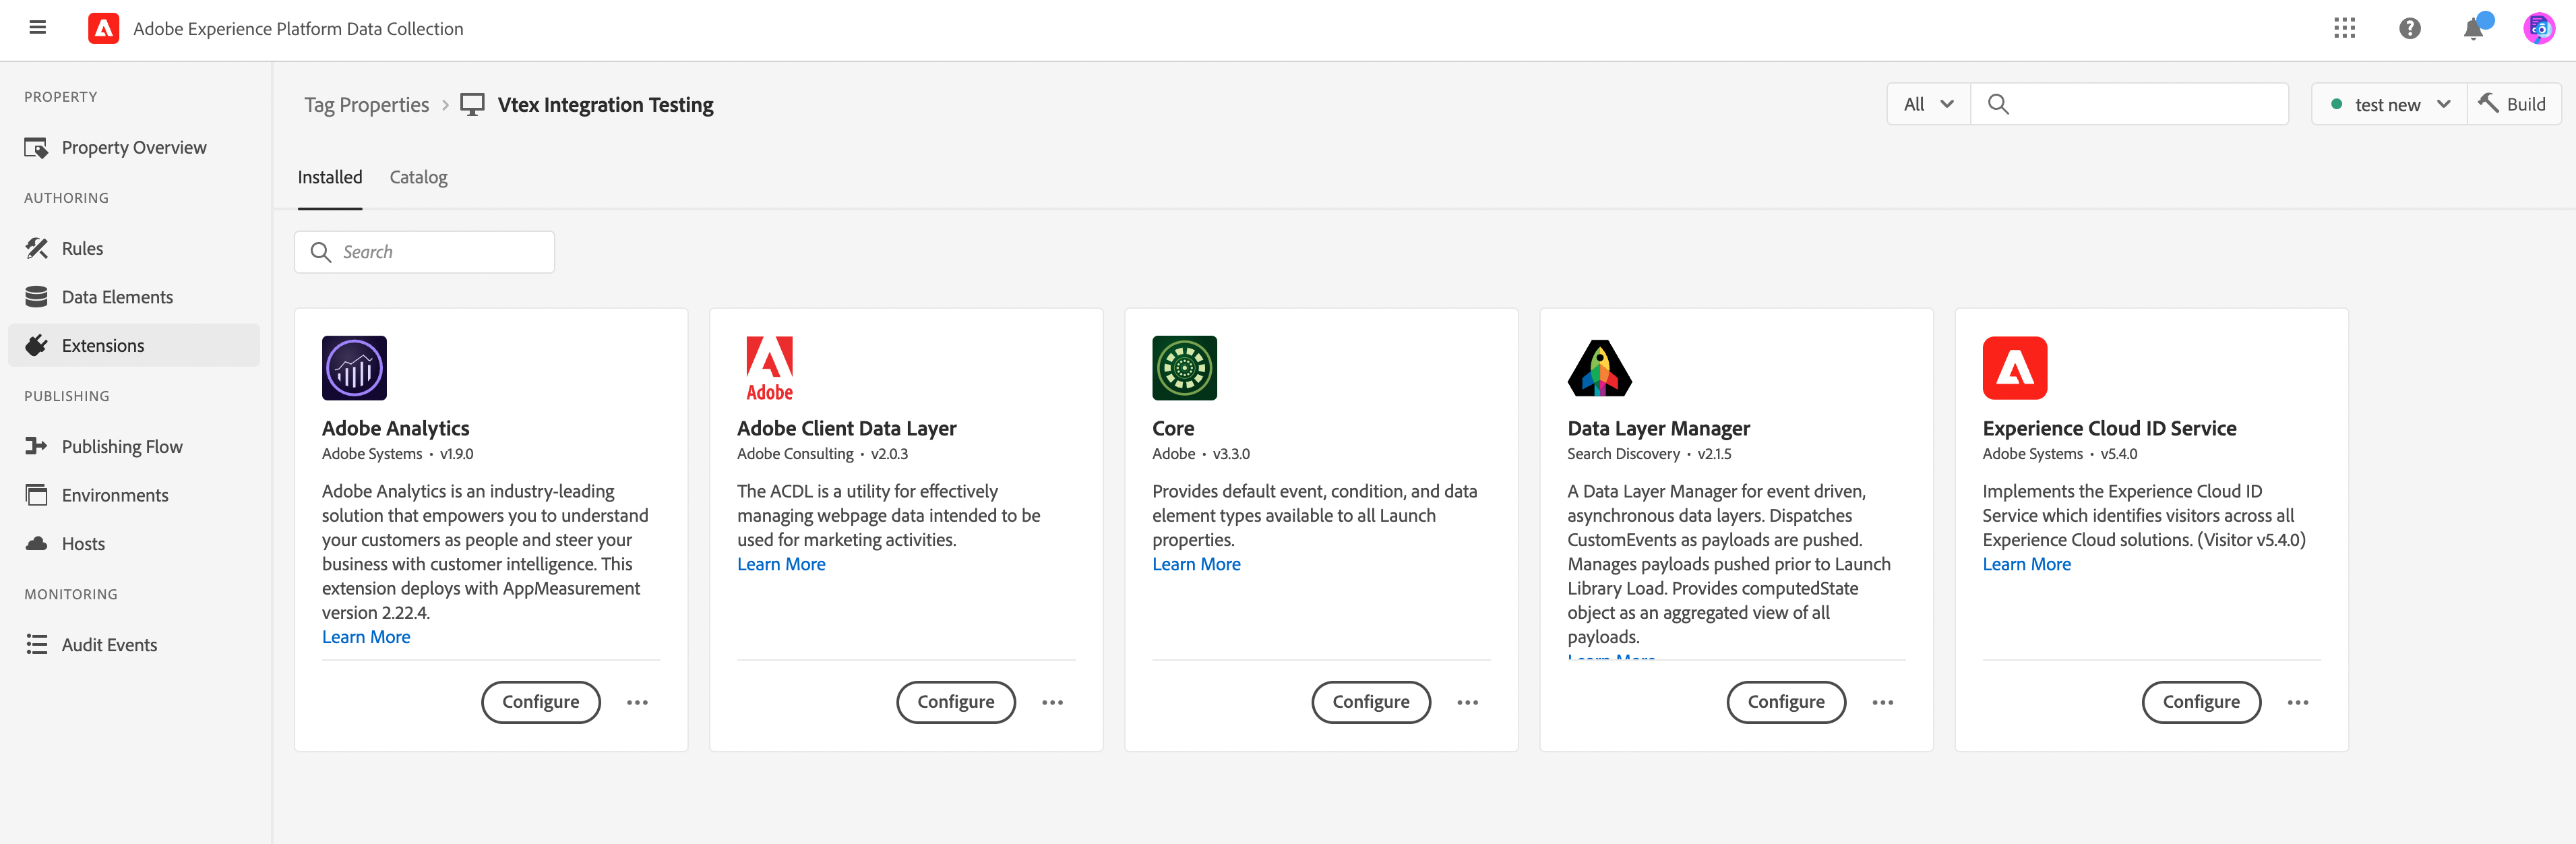 Adobe Experience Platform Data Collection
PROPERTY
Property Overview
AUTHORING
Rules
Data Elements
Extensions
PUBLISHING
Publishing Flow
Environments
Hosts
MONITORING
Audit Events
Tag Properties > Vtex Integration Testing
All
test new
Build
Installed Catalog
Search
Adobe
Adobe Analytics
Adobe Systems • v1.9.0
Adobe Analytics is an industry-leading
solution that empowers you to understand
your customers as people and steer your
business with customer intelligence. This
extension deploys with AppMeasurement
version 2.22.4.
Learn More
Configure
Adobe Client Data Layer
Adobe Consulting • v2.0.3
The ACDL is a utility for effectively
managing webpage data intended to be
used for marketing activities.
Learn More
Configure
Core
Adobe • v3.3.0
Provides default event, condition, and data
element types available to all Launch
properties.
Learn More
Configure
Data Layer Manager
Search Discovery • v2.1.5
A Data Layer Manager for event driven,
asynchronous data layers. Dispatches
CustomEvents as payloads are pushed.
Manages payloads pushed prior to Launch
Library Load. Provides computedState
object as an aggregated view of all
payloads.
Learn More
Configure
Experience Cloud ID Service
Adobe Systems • v5.4.0
Implements the Experience Cloud ID
Service which identifies visitors across all
Experience Cloud solutions. (Visitor v5.4.0)
Learn More
Configure